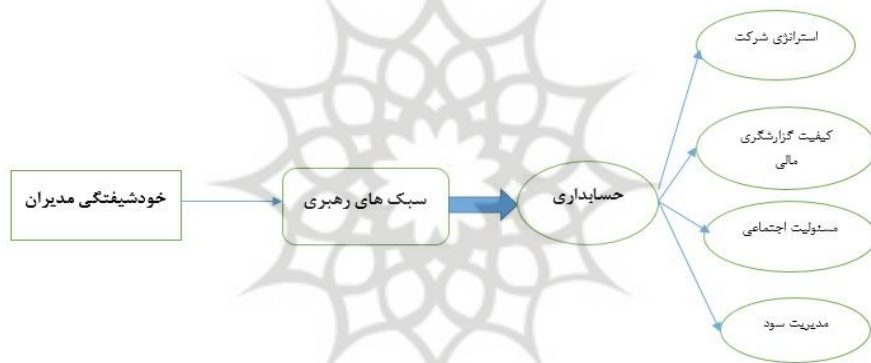 خودشیفتگی مدیران
سبک های رهبری
حسابداری
استراتژی شرکت
کیفیت گزارشگری
مالی
مسئولیت اجتماعی
مدیریت سود